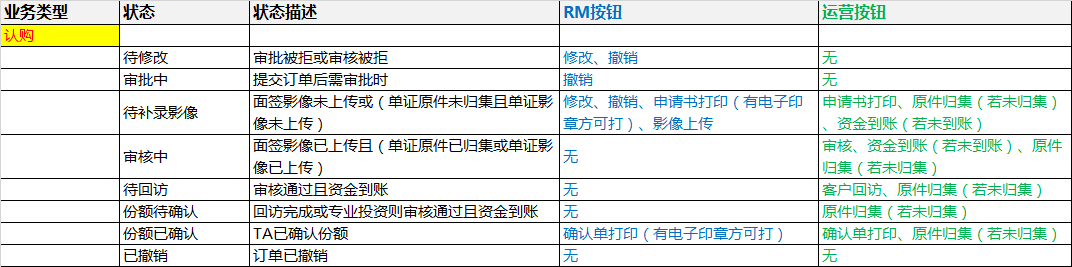 业务类型 状态 状态描述 RM按钮 运营按钮
认购
待修改 审批被拒或审核被拒 修改、撤销 无
审批中 提交订单后需审批时 撤销 无
待补录影像 面签影像未上传或（单证原件未归集且单证影 修改、撤销、申请书打印（有电子印 申请书打印、原件归集（若未归集）
像未上传） 章方可打）、影像上传 、资金到账（若未到账）
审核中 面签影像已上传且（单证原件已归集或单证影 无 审核、资金到账（若未到账）、原件
像已上传） 归集（若未归集）
待回访 审核通过且资金到账 无 客户回访、原件归集（若未归集）
份额待确认 回访完成或专业投资则审核通过且资金到账 无 原件归集（若未归集）
份额已确认 TA已确认份额 确认单打印（有电子印章方可打） 确认单打印、原件归集（若未归集）
已撤销 订单已撤销 无 无